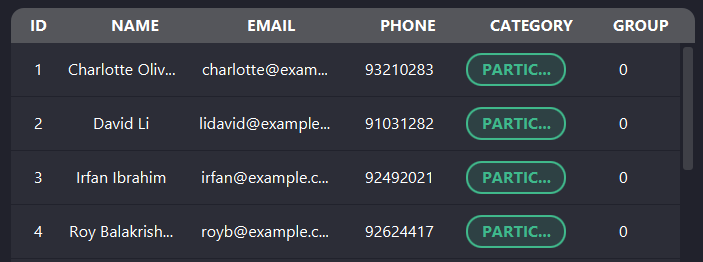 ID NAME EMAIL PHONE CATEGORY GROUP
1 Charlotte Oliv... charlotte@exam... 93210283 PARTIC... 0
2 David Li lidavid@example... 91031282 PARTIC... 0
3 Irfan Ibrahim irfan@example.c... 92492021 PARTIC... 0
4 Roy Balakrish... royb@example.c... 92624417 PARTIC... 0